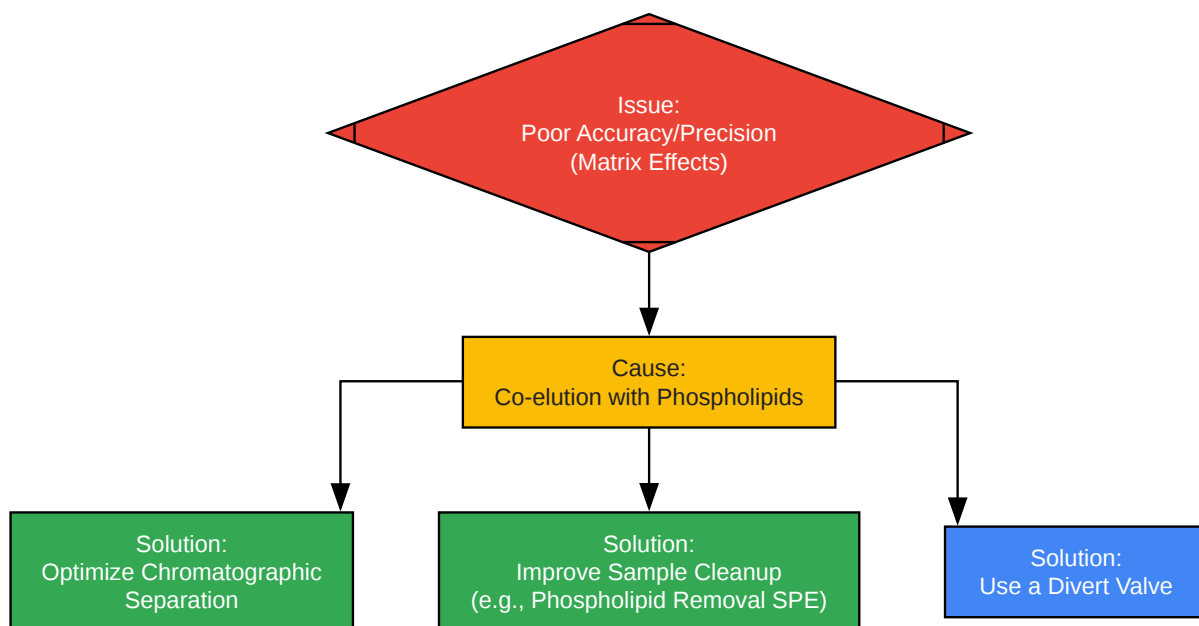 Issue:
Poor Accuracy/Precision
(Matrix Effects)
Cause:
Co-elution with Phospholipids
Solution:
Optimize Chromatographic
Separation
Solution:
Improve Sample Cleanup
(e.g., Phospholipid Removal SPE)
Solution:
Use a Divert Valve